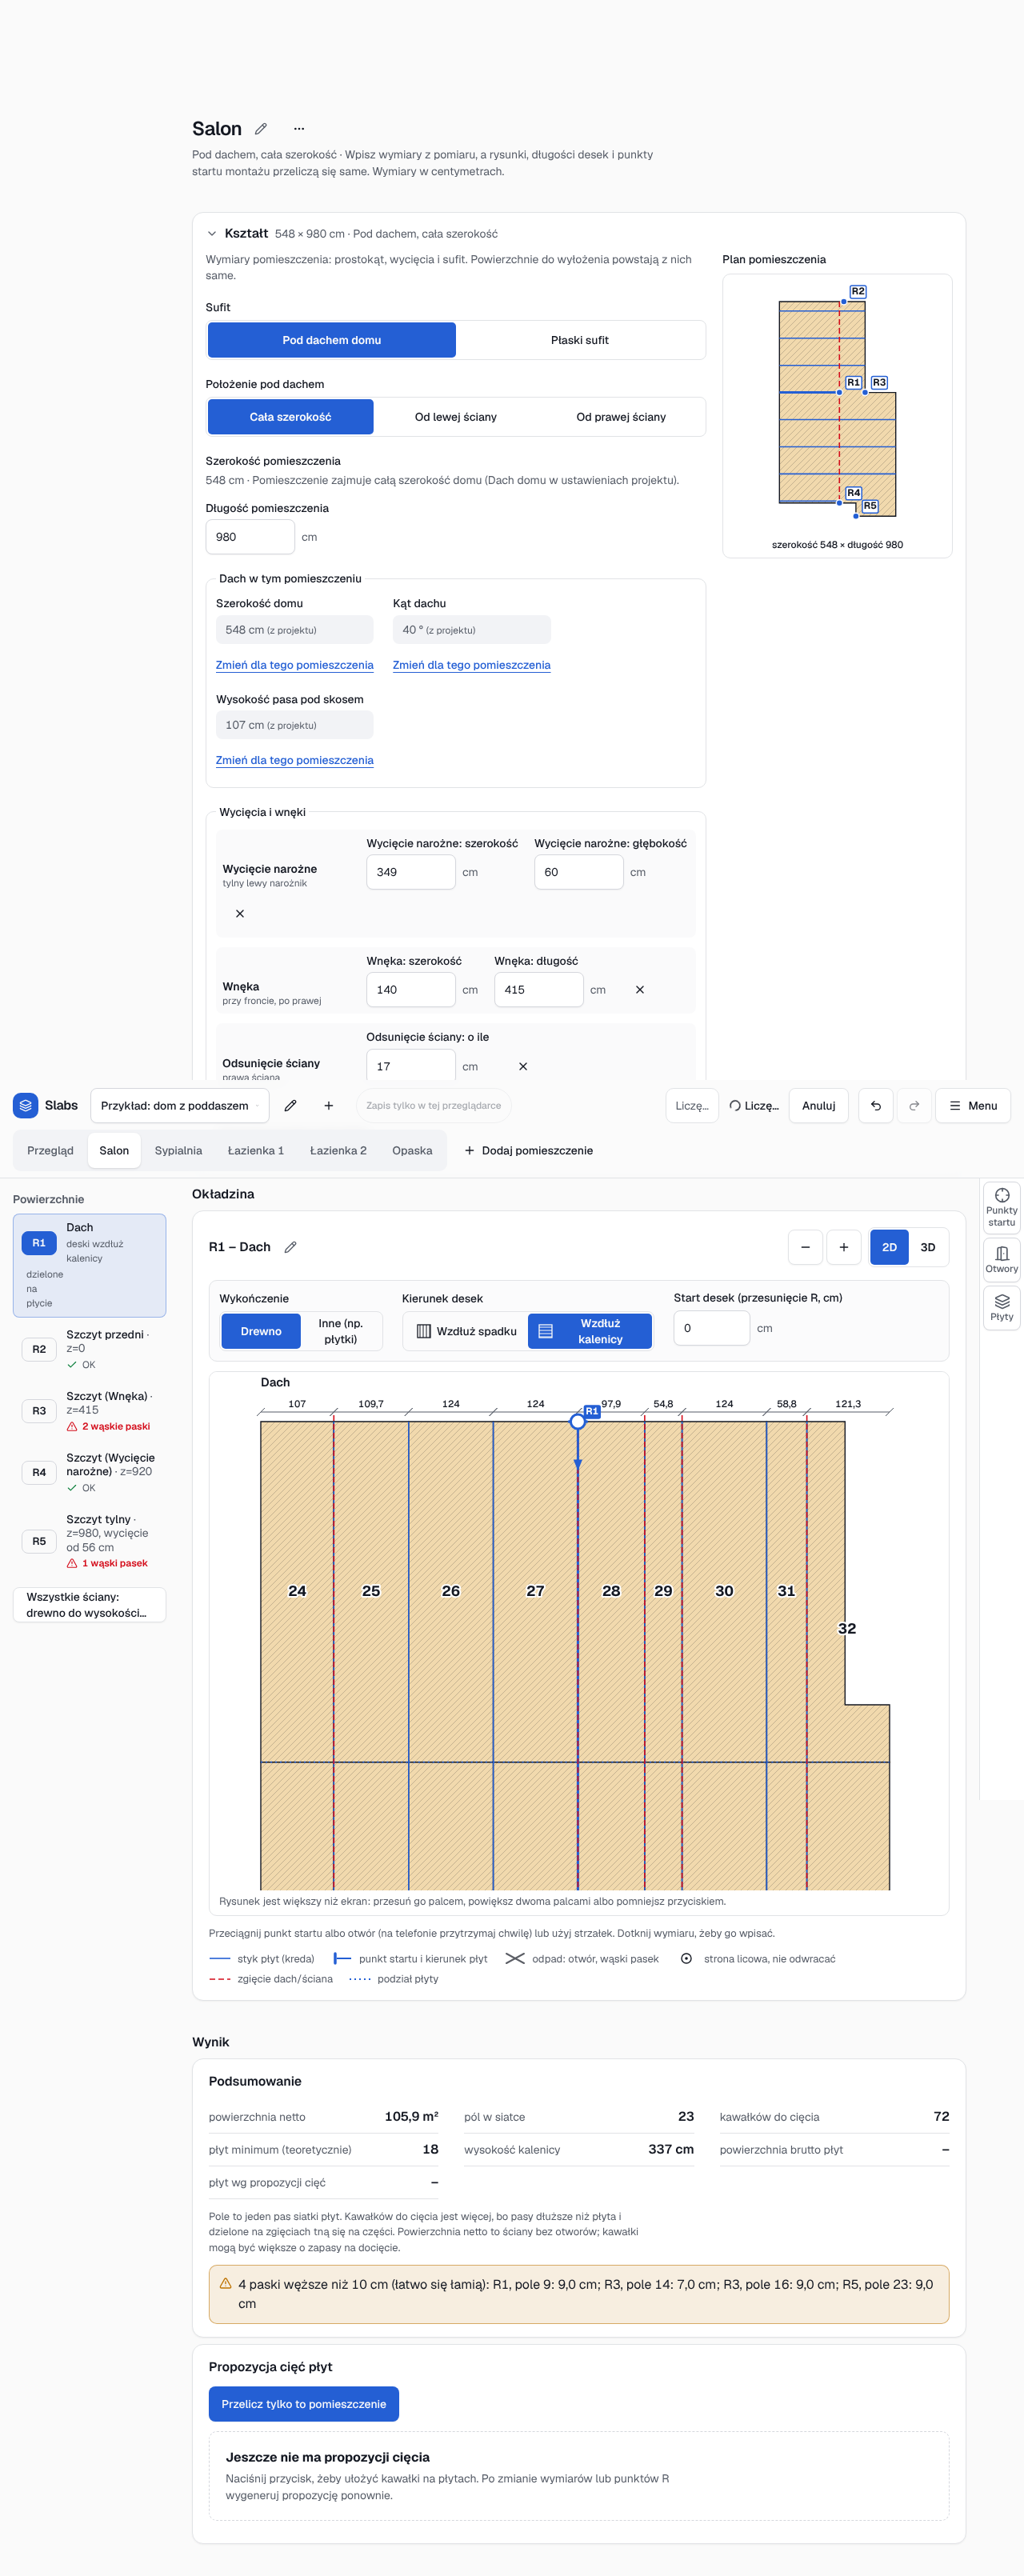 Salon
Pod dachem, cała szerokość · Wpisz wymiary z pomiaru, a rysunki, długości desek i punkty
startu montażu przeliczą się same. Wymiary w centymetrach.
Kształt 548 × 980 cm · Pod dachem, cała szerokość
Wymiary pomieszczenia: prostokąt, wycięcia i sufit. Powierzchnie do wyłożenia powstają z nich
same.
Sufit
Pod dachem domu
Płaski sufit
Położenie pod dachem
Cała szerokość
Od lewej ściany
Od prawej ściany
Szerokość pomieszczenia
548 cm · Pomieszczenie zajmuje całą szerokość domu (Dach domu w ustawieniach projektu).
Długość pomieszczenia
980 cm
Plan pomieszczenia
R2
R1
R3
R4
R5
szerokość 548 × długość 980
Dach w tym pomieszczeniu
Szerokość domu
Kąt dachu
548 cm (z projektu)
40 ° (z projektu)
Zmień dla tego pomieszczenia
Zmień dla tego pomieszczenia
Wysokość pasa pod skosem
107 cm (z projektu)
Zmień dla tego pomieszczenia
Wycięcia i wnęki
Wycięcie narożne: szerokość
Wycięcie narożne: głębokość
Wycięcie narożne
tylny lewy narożnik
349 cm
60 cm
Wnęka: szerokość
Wnęka: długość
Wnęka
przy froncie, po prawej
140 cm
415 cm
Odsunięcie ściany: o ile
Odsunięcie ściany
prawa ściana
17 cm
Slabs
Przykład: dom z poddaszem
Zapis tylko w tej przeglądarce
Liczę...
Liczę...
Anuluj
Menu
Przegląd
Salon
Sypialnia
Łazienka 1
Łazienka 2
Opaska
Dodaj pomieszczenie
Powierzchnie
R1
Dach
deski wzdłuż
kalenicy
dzielone
na
płycie
R2
Szczyt przedni ·
z=0
OK
R3
Szczyt (Wnęka) ·
z=415
2 wąskie paski
R4
Szczyt (Wycięcie
narożne) · z=920
OK
R5
Szczyt tylny ·
z=980, wycięcie
od 56 cm
1 wąski pasek
Wszystkie ściany:
drewno do wysokości...
Okładzina
R1 – Dach
2D
3D
Wykończenie
Drewno
Inne (np.
płytki)
Kierunek desek
Wzdłuż spadku
Wzdłuż
kalenicy
Start desek (przesunięcie R, cm)
0 cm
Dach
107
109,7
124
124
97,9
54,8
124
58,8
121,3
R1
24
25
26
27
28
29
30
31
32
Rysunek jest większy niż ekran: przesuń go palcem, powiększ dwoma palcami albo pomniejsz przyciskiem.
Przeciągnij punkt startu albo otwór (na telefonie przytrzymaj chwilę) lub użyj strzałek. Dotknij wymiaru, żeby go wpisać.
styk płyt (kreda)
punkt startu i kierunek płyt
odpad: otwór, wąski pasek
strona licowa, nie odwracać
zgięcie dach/ściana
podział płyty
Punkty
startu
Otwory
Płyty
Wynik
Podsumowanie
powierzchnia netto 105,9 m²
pól w siatce 23
kawałków do cięcia 72
płyt minimum (teoretycznie) 18
wysokość kalenicy 337 cm
powierzchnia brutto płyt –
płyt wg propozycji cięć –
Pole to jeden pas siatki płyt. Kawałków do cięcia jest więcej, bo pasy dłuższe niż płyta i
dzielone na zgięciach tną się na części. Powierzchnia netto to ściany bez otworów; kawałki
mogą być większe o zapasy na docięcie.
4 paski węższe niż 10 cm (łatwo się łamią): R1, pole 9: 9,0 cm; R3, pole 14: 7,0 cm; R3, pole 16: 9,0 cm; R5, pole 23: 9,0
cm
Propozycja cięć płyt
Przelicz tylko to pomieszczenie
Jeszcze nie ma propozycji cięcia
Naciśnij przycisk, żeby ułożyć kawałki na płytach. Po zmianie wymiarów lub punktów R
wygeneruj propozycję ponownie.